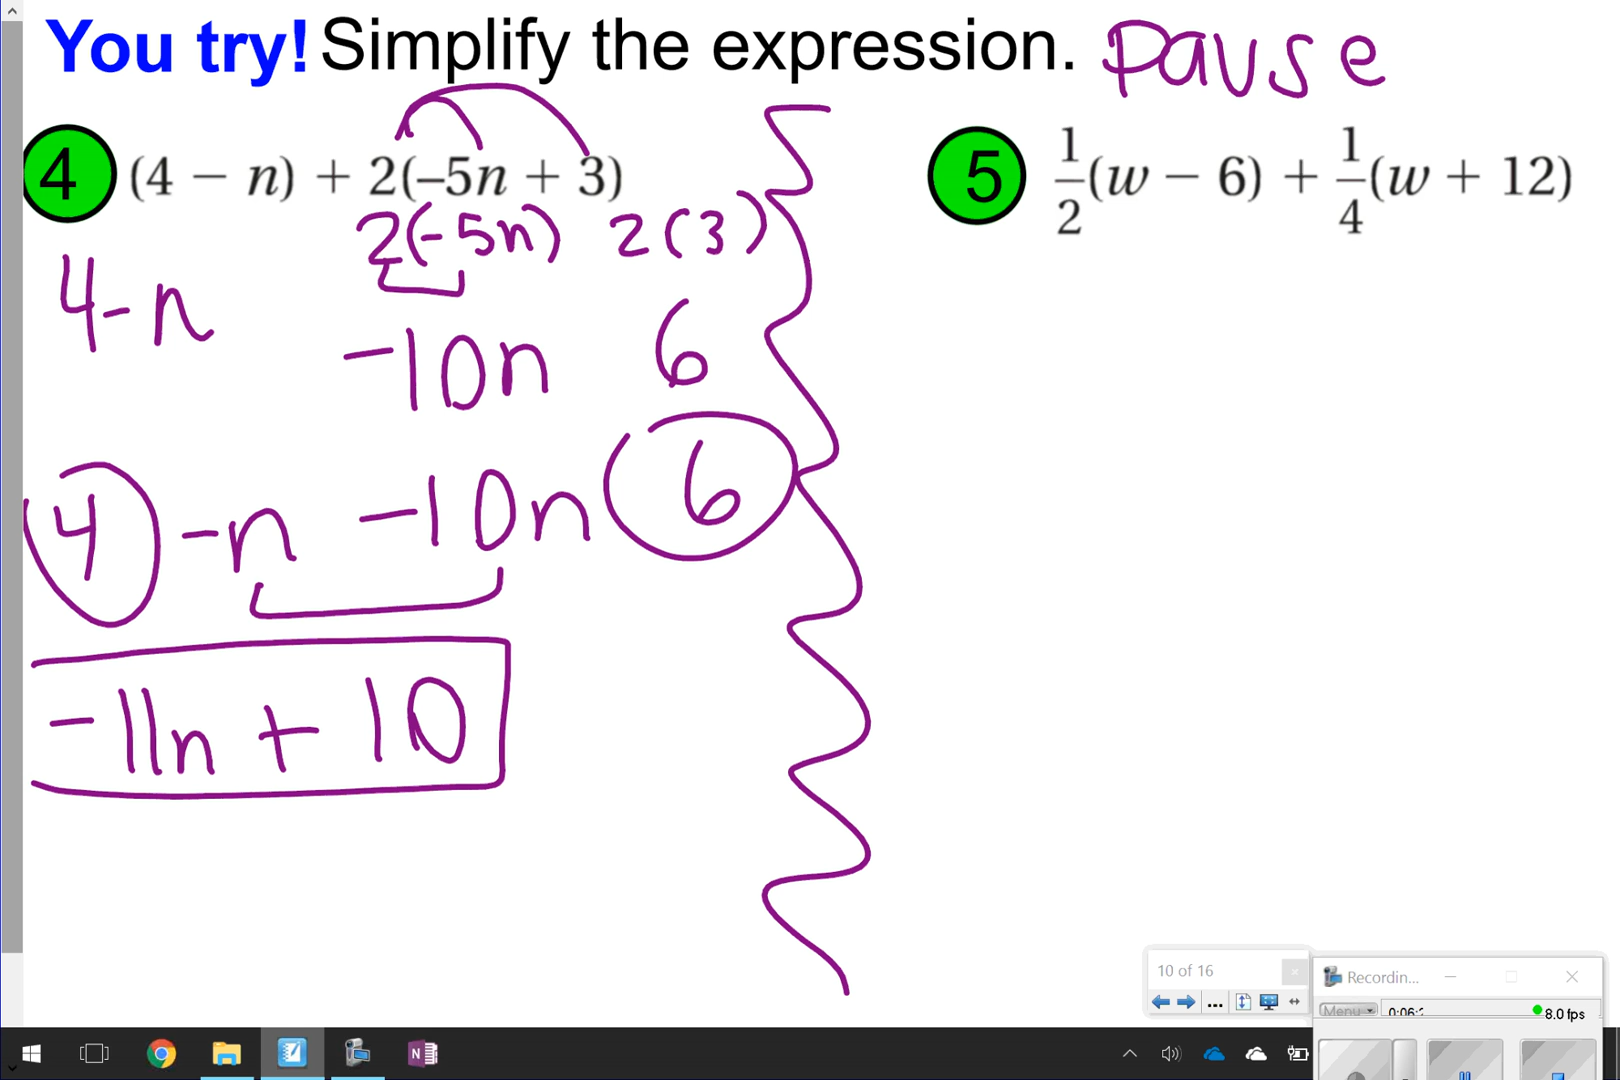 You try! Simplify the expression. Pause
4 (4 − n) + 2(−5n + 3)
2(-5n) 2(3)
4-n
-10n 6
4 -n -10n 6
-11n + 10
5 1/2(w − 6) + 1/4(w + 12)
10 of 16
Recordin...
Menu
8.0 fps